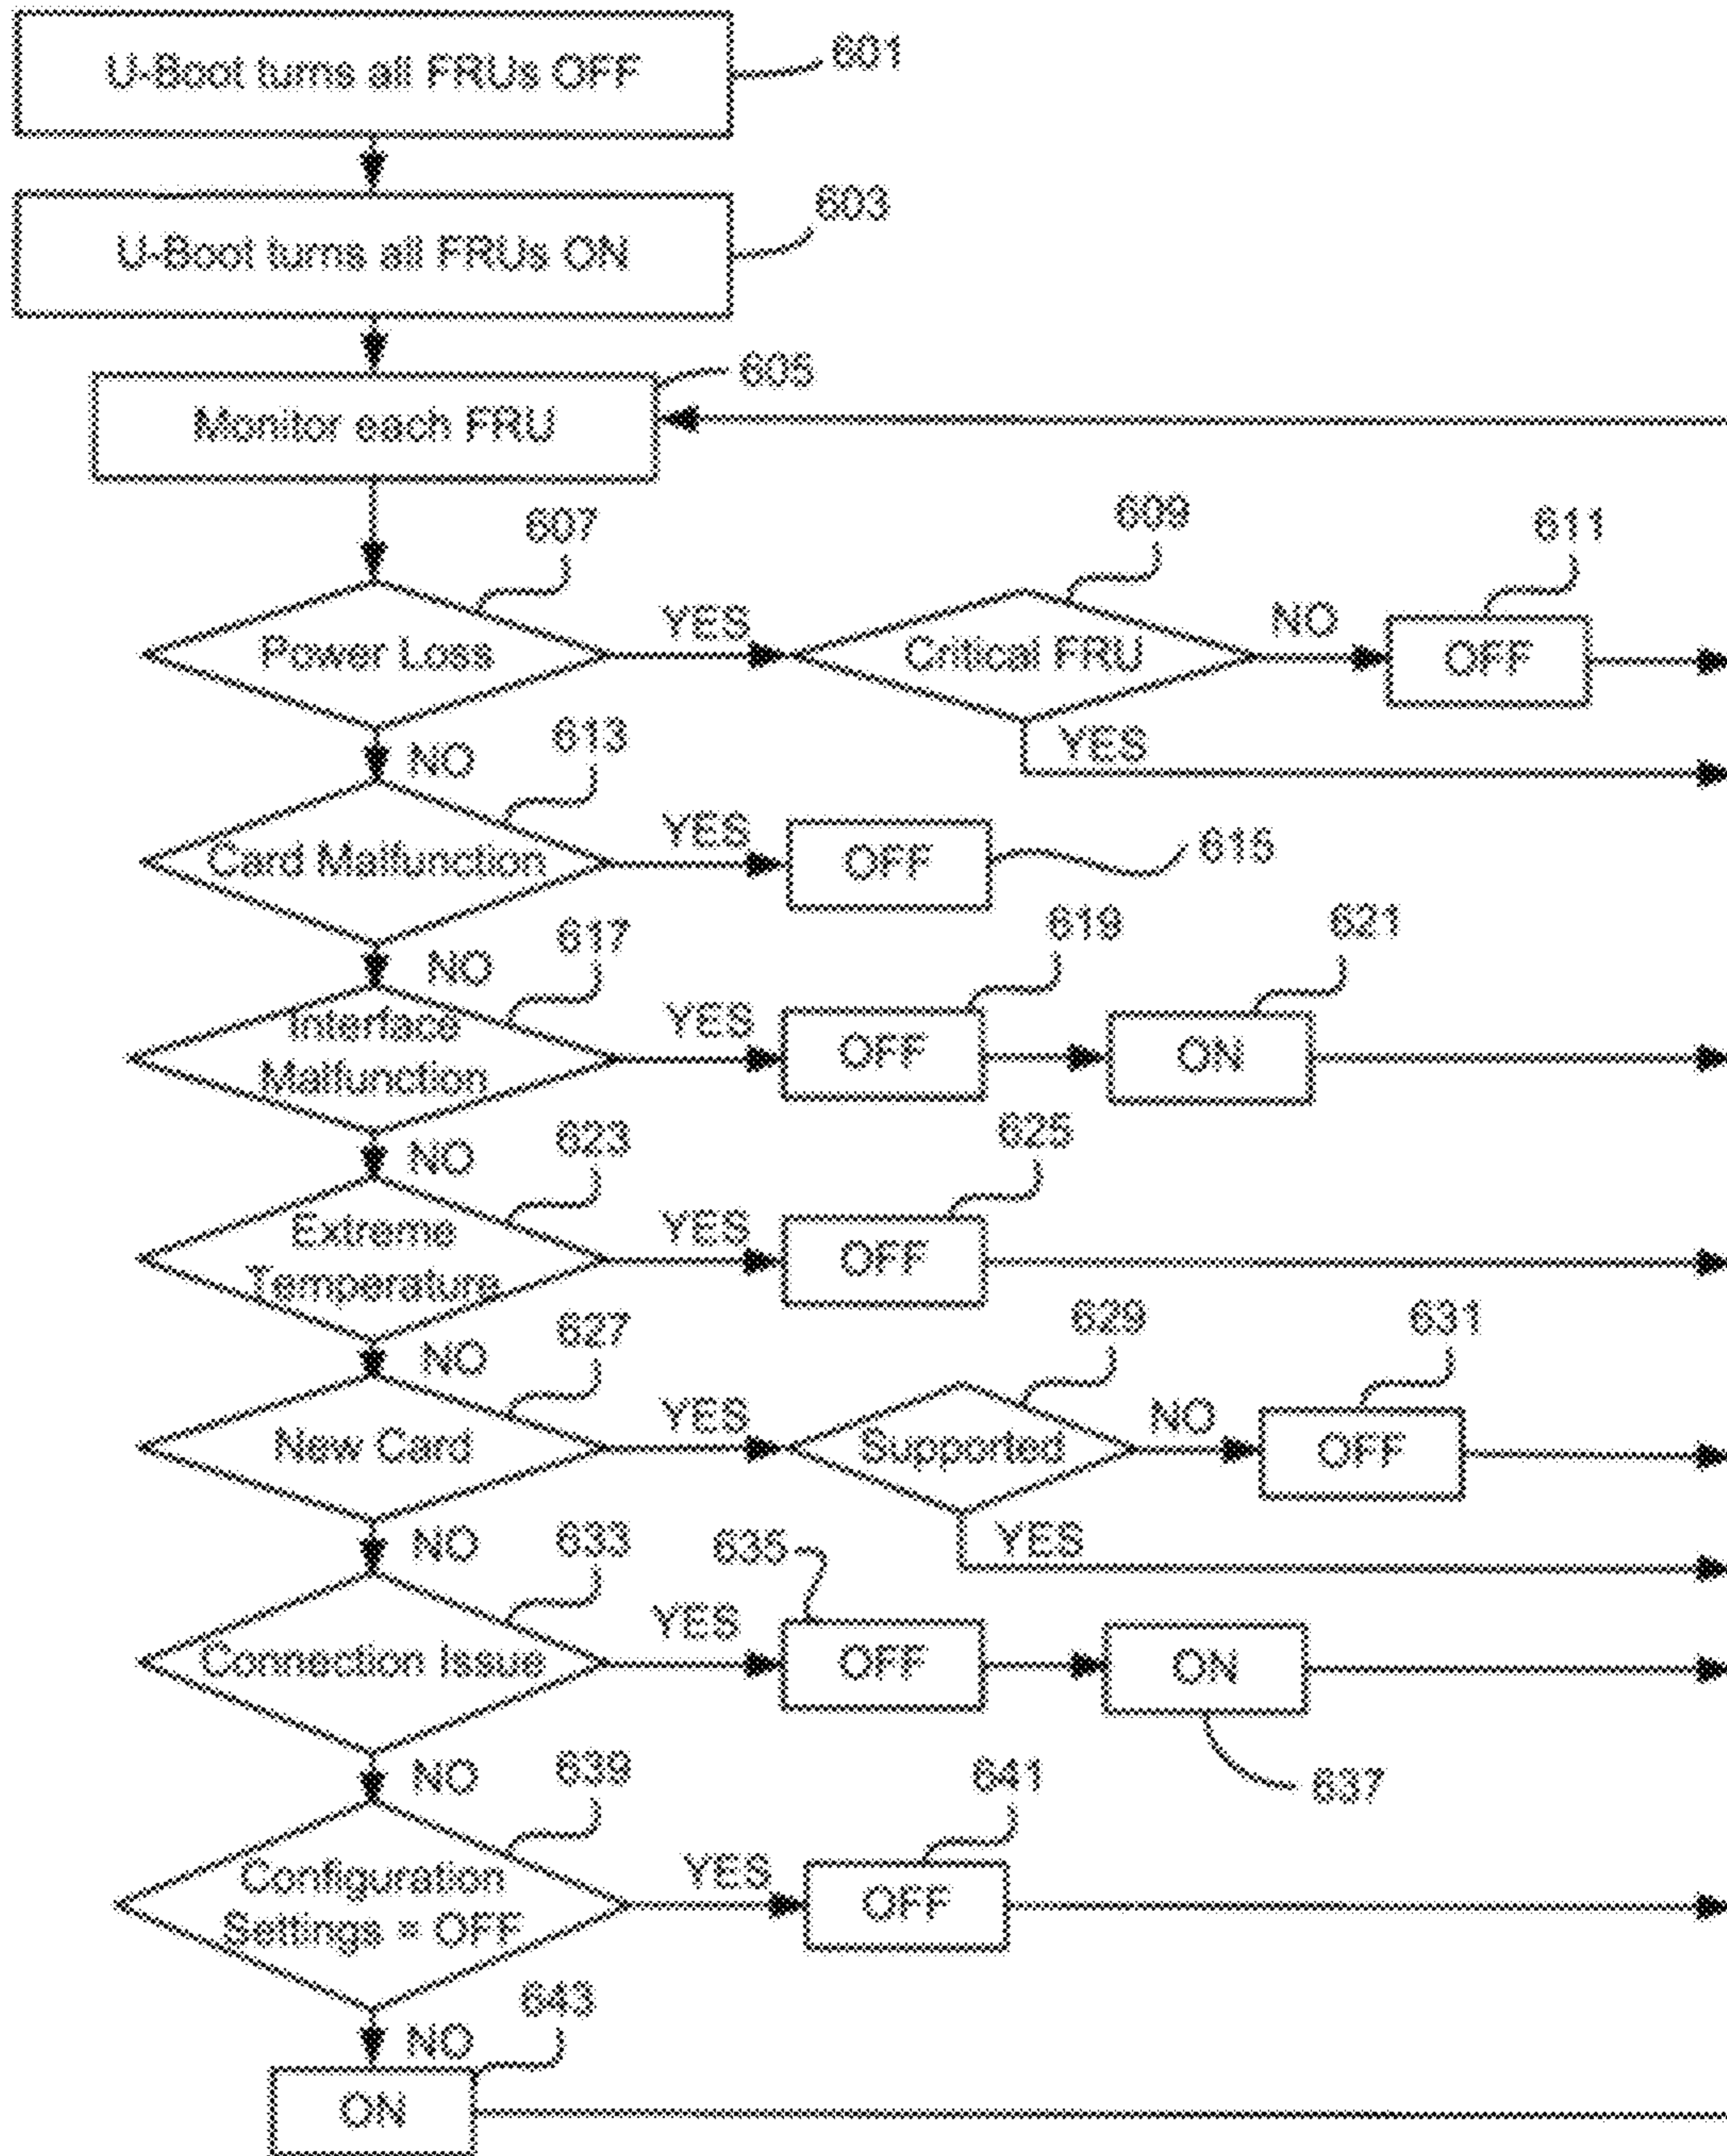 U-Boot turns all FRUs OFF
601
U-Boot turns all FRUs ON
603
Monitor each FRU
605
607
609
611
Power Loss
YES
Critical FRU
NO
OFF
YES
NO
613
Card Malfunction
YES
OFF
615
NO
617
619
621
Interface
Malfunction
YES
OFF
ON
NO
623
625
Extreme
Temperature
YES
OFF
NO
627
629
631
New Card
YES
Supported
NO
OFF
YES
NO
633
635
Connection Issue
YES
OFF
ON
637
NO
639
641
Configuration
Settings = OFF
YES
OFF
NO
643
ON